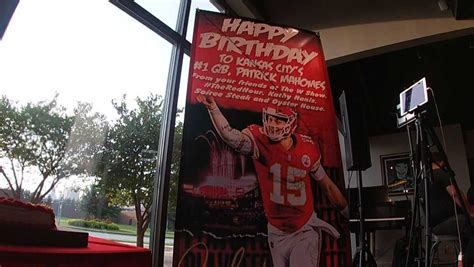 HAPPY
BIRTHDAY
TO KANSAS CITY'S
#1 QB, PATRICK MAHOMES
From your friends at The W Show,
#TheRedHour, Kathy Nanis,
Soiree Steak and Oyster House.
15